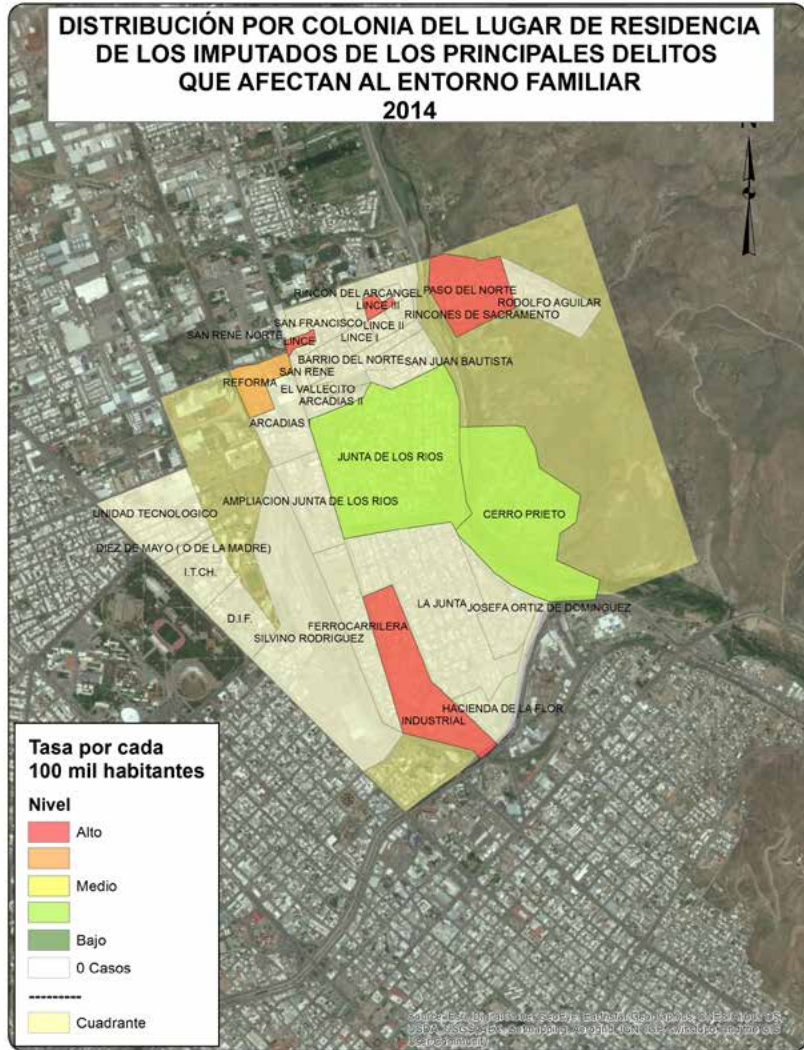 DISTRIBUCIÓN POR COLONIA DEL LUGAR DE RESIDENCIA
DE LOS IMPUTADOS DE LOS PRINCIPALES DELITOS
QUE AFECTAN AL ENTORNO FAMILIAR
2014
N
RINCON DEL ARCANGEL
PASO DEL NORTE
LINCE III
RODOLFO AGUILAR
RINCONES DE SACRAMENTO
SAN FRANCISCO
LINCE II
SAN RENE NORTE
LINCE
LINCE I
BARRIO DEL NORTE
SAN JUAN BAUTISTA
SAN RENE
REFORMA
EL VALLECITO
ARCADIAS II
ARCADIAS I
JUNTA DE LOS RIOS
AMPLIACION JUNTA DE LOS RIOS
UNIDAD TECNOLOGICO
CERRO PRIETO
DIEZ DE MAYO ( O DE LA MADRE)
I.T.CH.
LA JUNTA
JOSEFA ORTIZ DE DOMINGUEZ
D.I.F.
FERROCARRILERA
SILVINO RODRIGUEZ
HACIENDA DE LA FLOR
INDUSTRIAL
Tasa por cada
100 mil habitantes
Nivel
Alto
Medio
Bajo
0 Casos
---------
Cuadrante
User Community